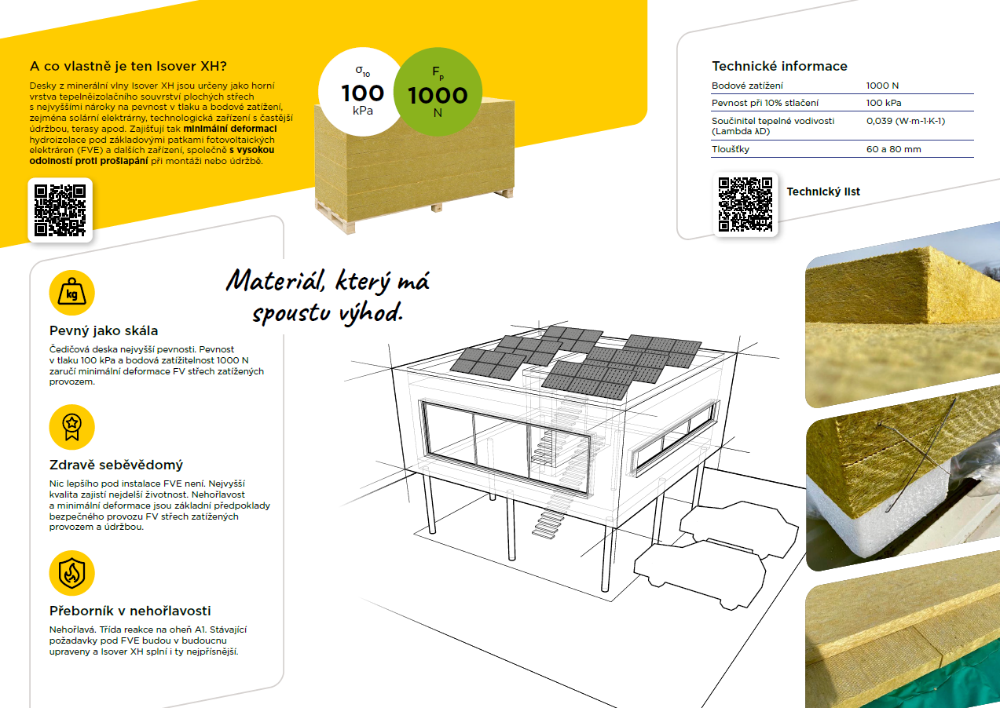 A co vlastně je ten Isover XH?
Desky z minerální vlny Isover XH jsou určeny jako horní
vrstva tepelněizolačního souvrství plochých střech
s nejvyššími nároky na pevnost v tlaku a bodové zatížení,
zejména solární elektrárny, technologická zařízení s častější
údržbou, terasy apod. Zajišťují tak minimální deformaci
hydroizolace pod základovými patkami fotovoltaických
elektráren (FVE) a dalších zařízení, společně s vysokou
odolností proti prošlapání při montáži nebo údržbě.
σ10
100
kPa
Fp
1000
N
Technické informace
Bodové zatížení 1000 N
Pevnost při 10% stlačení 100 kPa
Součinitel tepelné vodivosti 0,039 (W·m-1·K-1)
(Lambda λD)
Tloušťky 60 a 80 mm
Technický list
Materiál, který má
spoustu výhod.
kg
Pevný jako skála
Čedičová deska nejvyšší pevnosti. Pevnost
v tlaku 100 kPa a bodová zatížitelnost 1000 N
zaručí minimální deformace FV střech zatížených
provozem.
Zdravě seběvědomý
Nic lepšího pod instalace FVE není. Nejvyšší
kvalita zajistí nejdelší životnost. Nehořlavost
a minimální deformace jsou základní předpoklady
bezpečného provozu FV střech zatížených
provozem a údržbou.
Přeborník v nehořlavosti
Nehořlavá. Třída reakce na oheň A1. Stávající
požadavky pod FVE budou v budoucnu
upraveny a Isover XH splní i ty nejpřísnější.